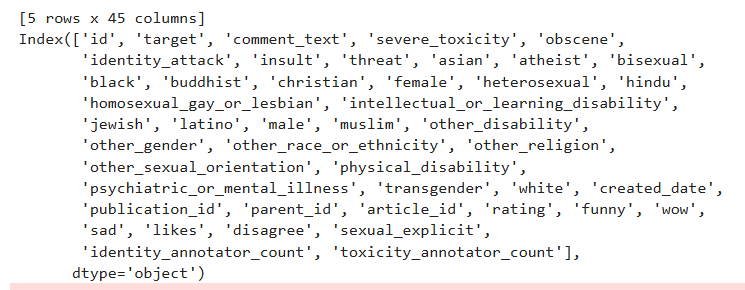 [5 rows x 45 columns]
Index(['id', 'target', 'comment_text', 'severe_toxicity', 'obscene',
'identity_attack', 'insult', 'threat', 'asian', 'atheist', 'bisexual',
'black', 'buddhist', 'christian', 'female', 'heterosexual', 'hindu',
'homosexual_gay_or_lesbian', 'intellectual_or_learning_disability',
'jewish', 'latino', 'male', 'muslim', 'other_disability',
'other_gender', 'other_race_or_ethnicity', 'other_religion',
'other_sexual_orientation', 'physical_disability',
'psychiatric_or_mental_illness', 'transgender', 'white', 'created_date',
'publication_id', 'parent_id', 'article_id', 'rating', 'funny', 'wow',
'sad', 'likes', 'disagree', 'sexual_explicit',
'identity_annotator_count', 'toxicity_annotator_count'],
dtype='object')